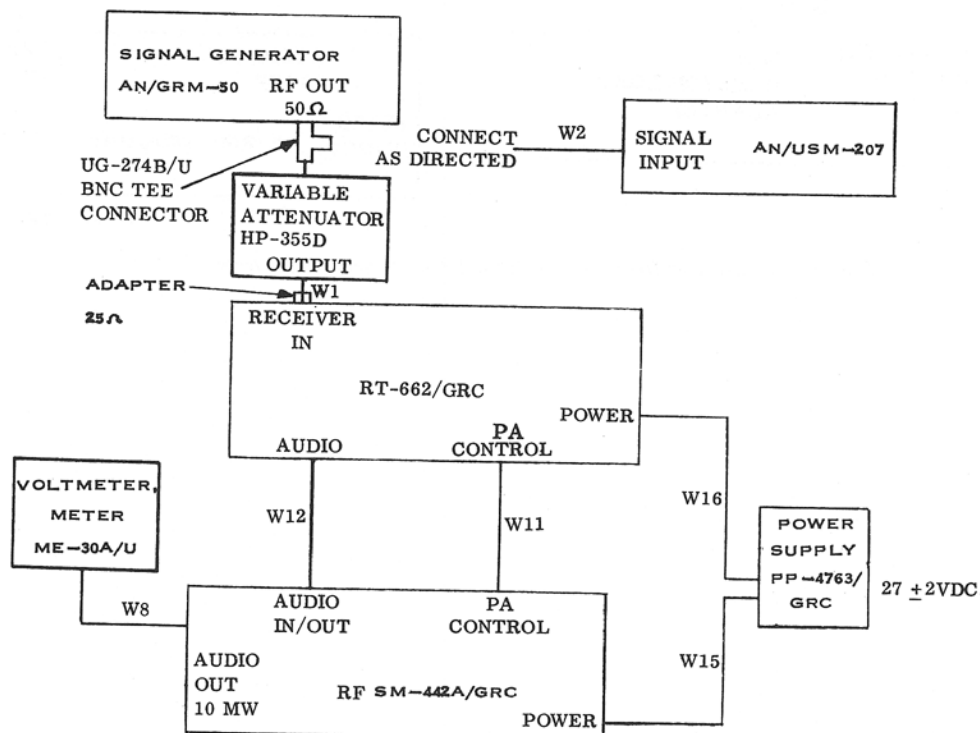 SIGNAL GENERATOR
AN/GRM-50 RF OUT
50Ω
UG-274B/U
BNC TEE
CONNECTOR
CONNECT
AS DIRECTED
W2
SIGNAL
INPUT
AN/USM-207
VARIABLE
ATTENUATOR
HP-355D
OUTPUT
ADAPTER
25Ω
W1
RECEIVER
IN
RT-662/GRC
POWER
AUDIO
PA
CONTROL
VOLTMETER,
METER
ME-30A/U
W12
W11
W16
POWER
SUPPLY
PP-4763/
GRC
27 ±2VDC
W8
AUDIO
IN/OUT
PA
CONTROL
W15
AUDIO
OUT
10 MW
RF SM-442A/GRC
POWER